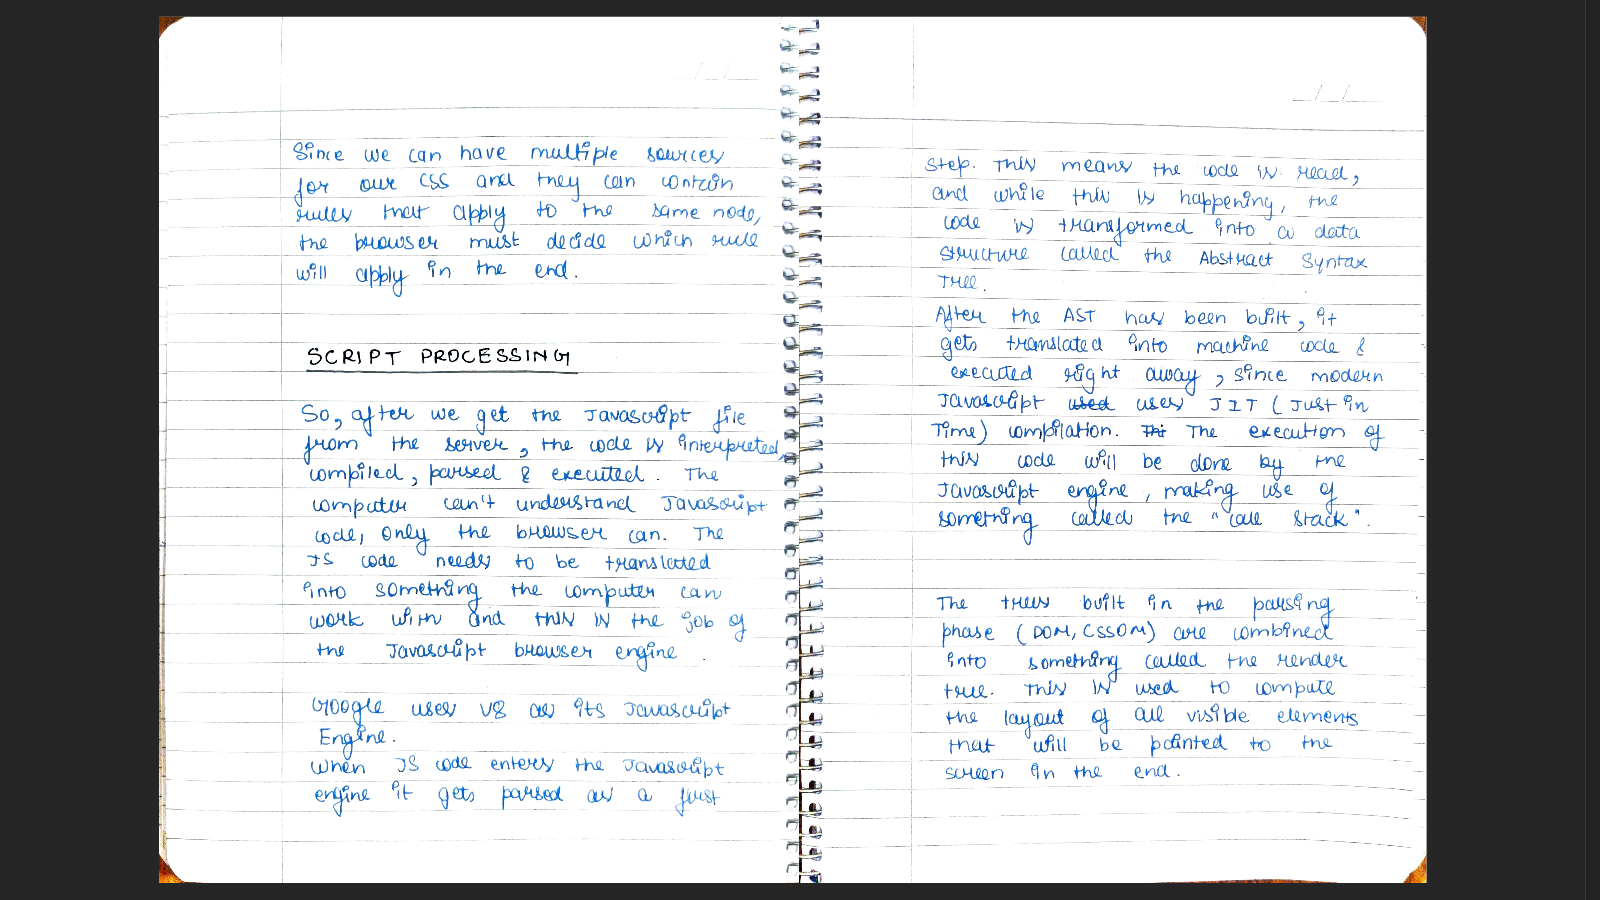 Since we can have multiple sources
for our CSS and they can contain
rules that apply to the same node,
the browser must decide which rule
will apply in the end.
SCRIPT PROCESSING
So, after we get the Javascript file
from the server, the code is interpreted,
compiled, parsed & executed. The
computer can't understand Javascript
code, only the browser can. The
JS code needs to be translated
into something the computer can
work with and this is the job of
the Javascript browser engine.
Google uses V8 as its Javascript
Engine.
When JS code enters the Javascript
engine it gets parsed as a first
Step. This means the code is read,
and while this is happening, the
code is transformed into a data
structure called the Abstract Syntax
Tree.
After the AST has been built, it
gets translated into machine code &
executed right away, since modern
Javascript used uses JIT (Just in
Time) compilation. Thi The execution of
this code will be done by the
Javascript engine, making use of
something called the "call stack".
The trees built in the parsing
phase (DOM, CSSOM) are combined
into something called the render
true. This is used to compute
the layout of all visible elements
that will be painted to the
screen in the end.